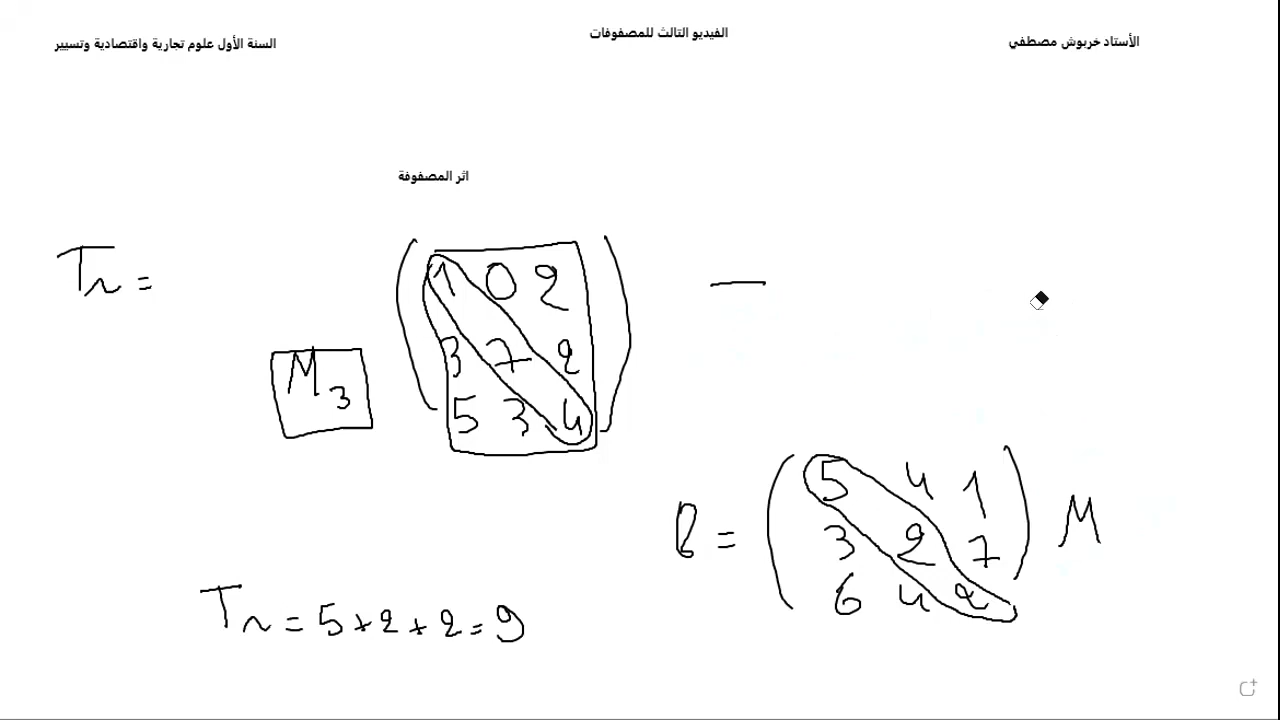 الأستاد خربوش مصطفي
الفيديو الثالث للمصفوفات
السنة الأول علوم تجارية واقتصادية وتسيير
اثر المصفوفة
Tr =
1 0 2
3 7 2
5 3 4
—
M3
B = ( 5 4 1 ) M
3 2 7
6 4 2
Tr = 5 + 2 + 2 = 9